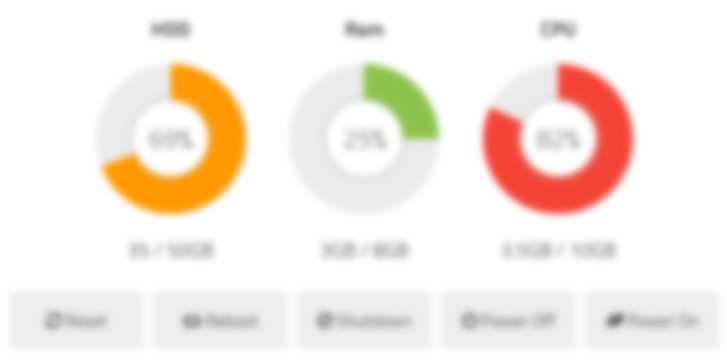 HDD Ram CPU
69% 25% 82%
35 / 50GB 3GB / 8GB 3.5GB / 10GB
Reset Reboot Shutdown Power Off Power On